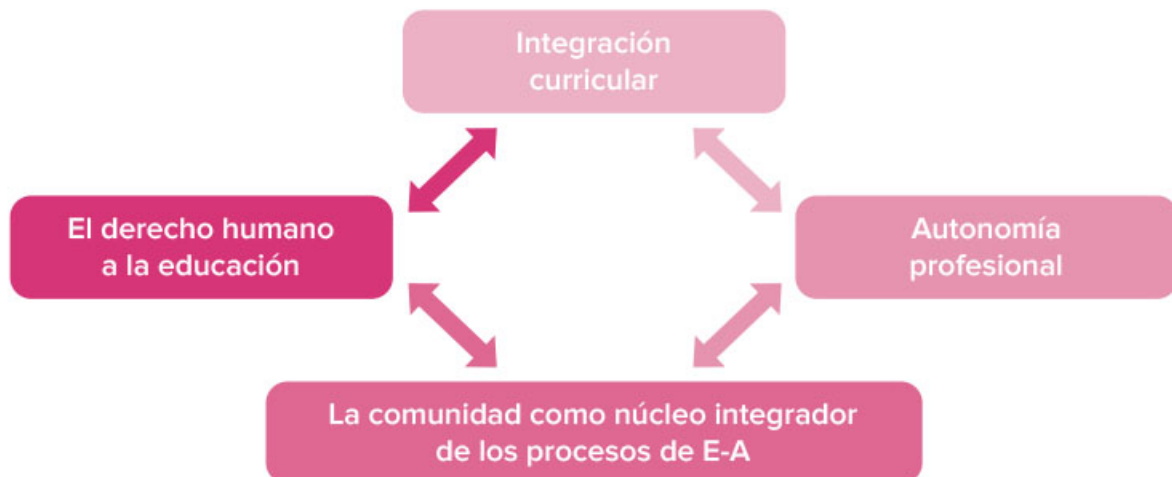 Integración
curricular
El derecho humano
a la educación
Autonomía
profesional
La comunidad como núcleo integrador
de los procesos de E-A